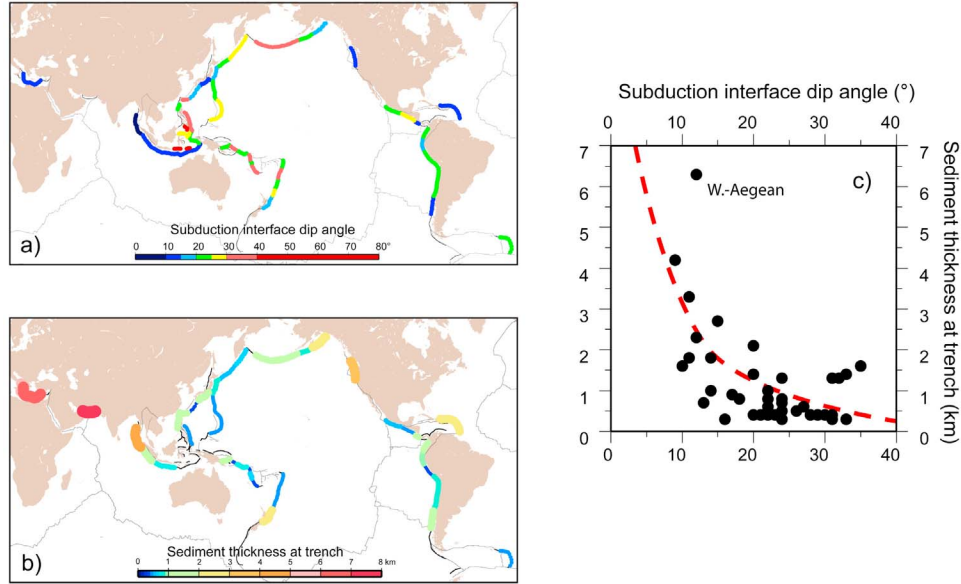 a)
Subduction interface dip angle
0 10 20 30 40 50 60 70 80°
b)
Sediment thickness at trench
0 1 2 3 4 5 6 7 8 km
Subduction interface dip angle (°)
0 10 20 30 40
7 7
W.-Aegean
c)
6 6
5 5
4 4
3 3
2 2
1 1
0 0
0 10 20 30 40
Sediment thickness at trench (km)